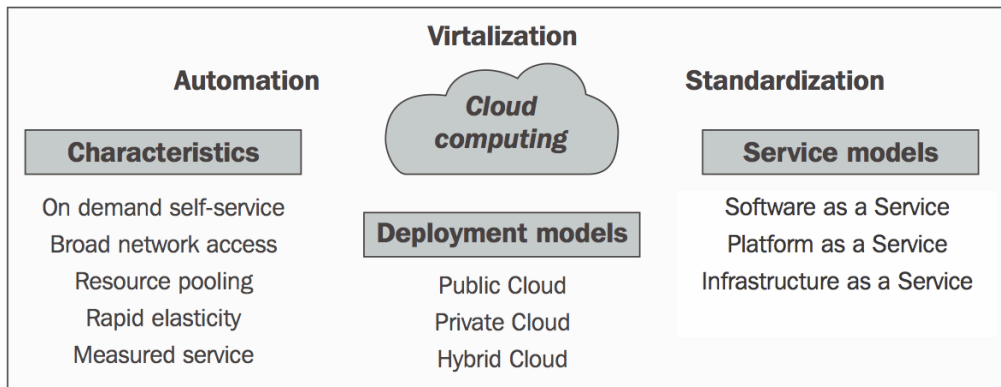 Virtalization
Automation
Standardization
Cloud
computing
Characteristics
On demand self-service
Broad network access
Resource pooling
Rapid elasticity
Measured service
Deployment models
Public Cloud
Private Cloud
Hybrid Cloud
Service models
Software as a Service
Platform as a Service
Infrastructure as a Service